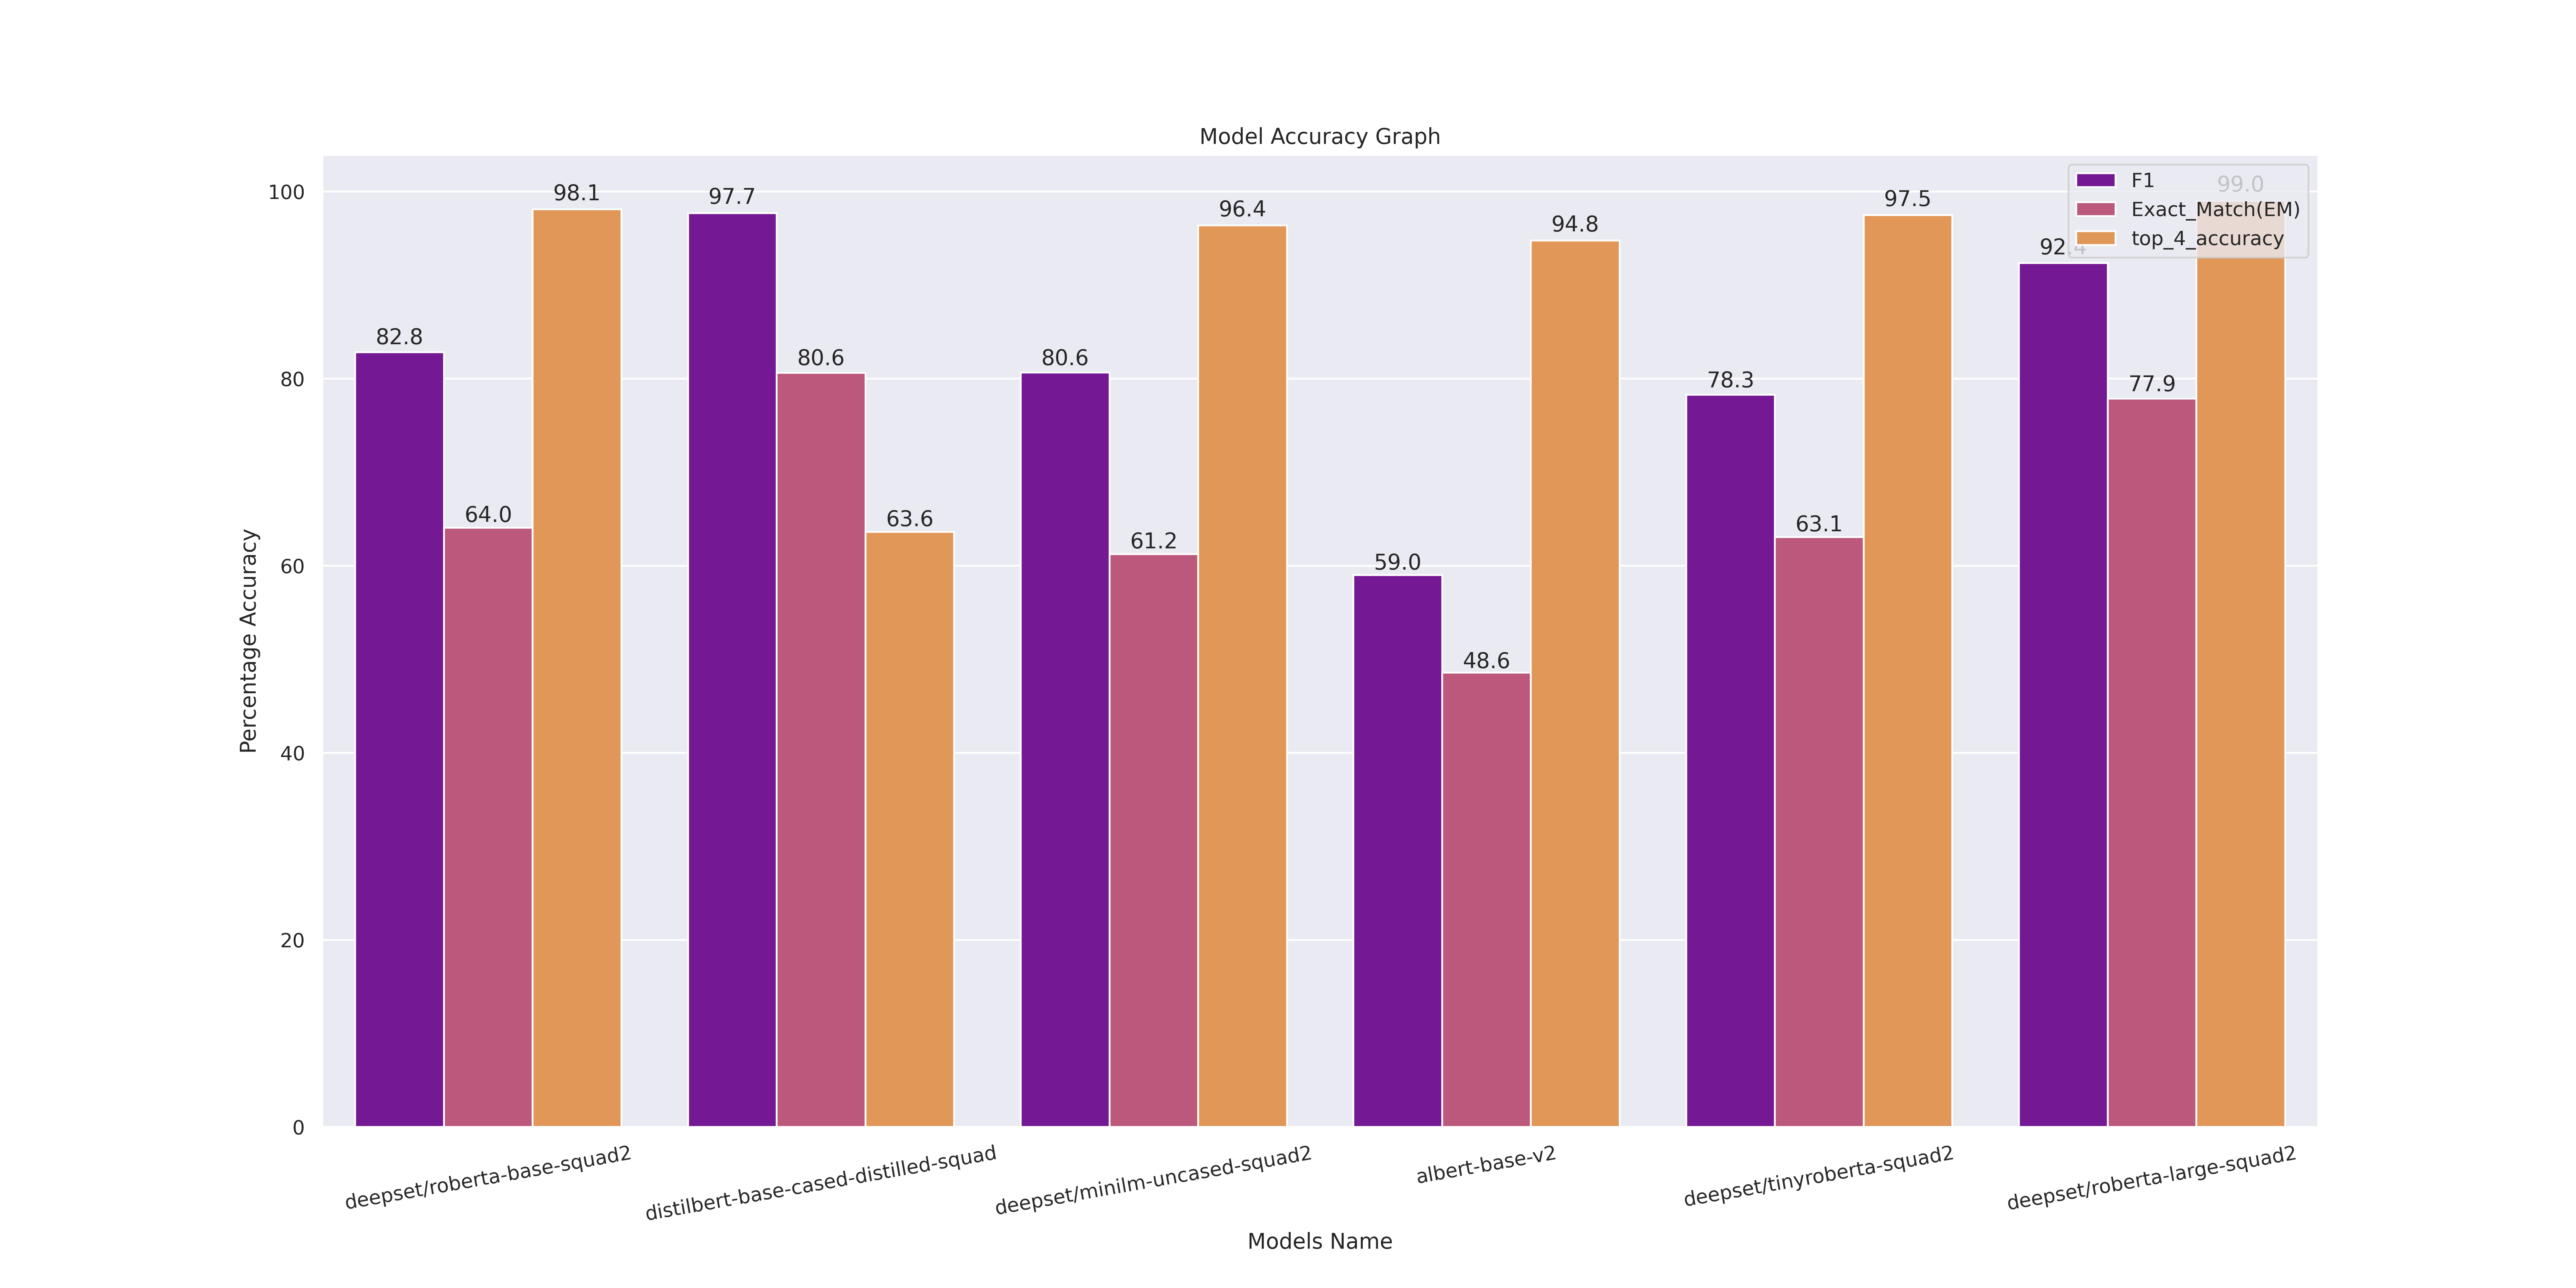 Model Accuracy Graph
F1
Exact_Match(EM)
top_4_accuracy
Percentage Accuracy
100
80
60
40
20
0
82.8
64.0
98.1
97.7
80.6
63.6
80.6
61.2
96.4
59.0
48.6
94.8
78.3
63.1
97.5
92.4
77.9
99.0
deepset/roberta-base-squad2
distilbert-base-cased-distilled-squad
deepset/minilm-uncased-squad2
albert-base-v2
deepset/tinyroberta-squad2
deepset/roberta-large-squad2
Models Name